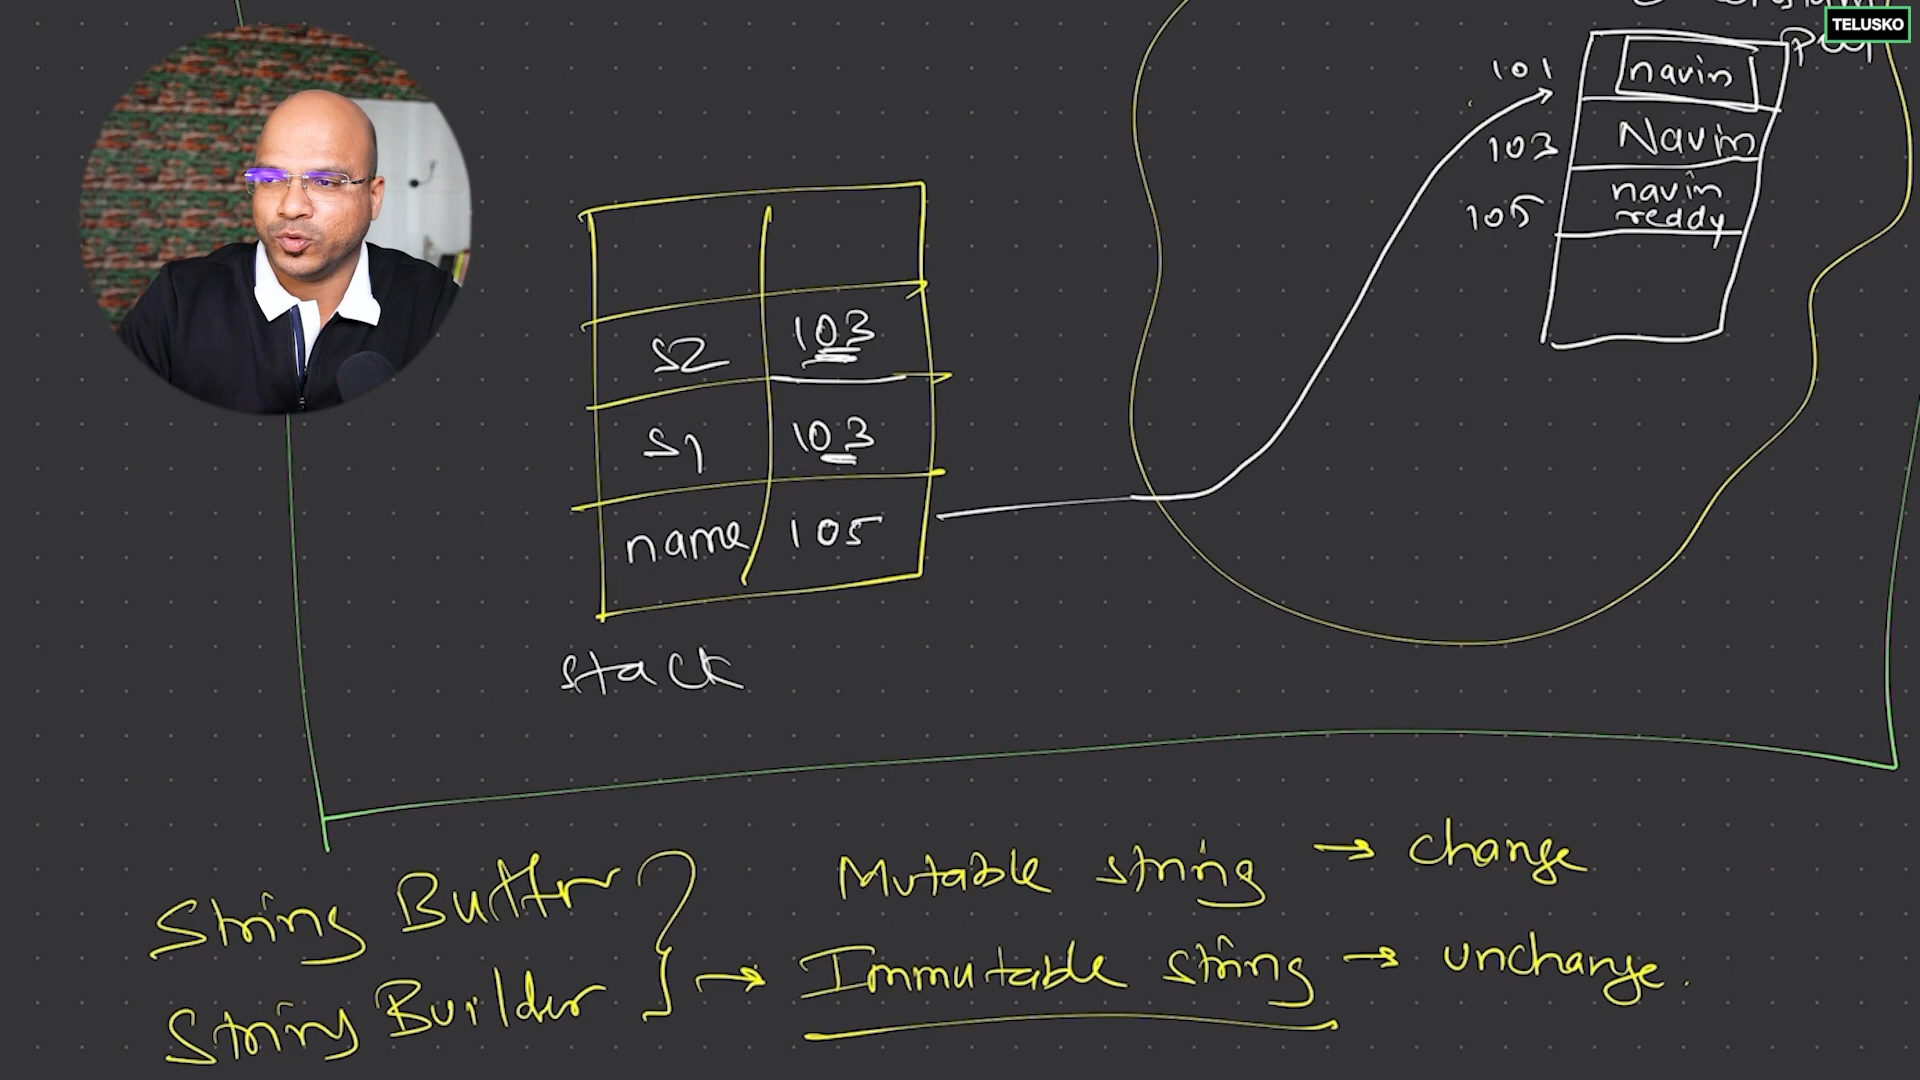 TELUSKO
101 navin
103 Navin
105 navin
reddy
s2 103
s1 103
name 105
stack
String Buffer
String Builder
Mutable string → change
Immutable string → unchange.